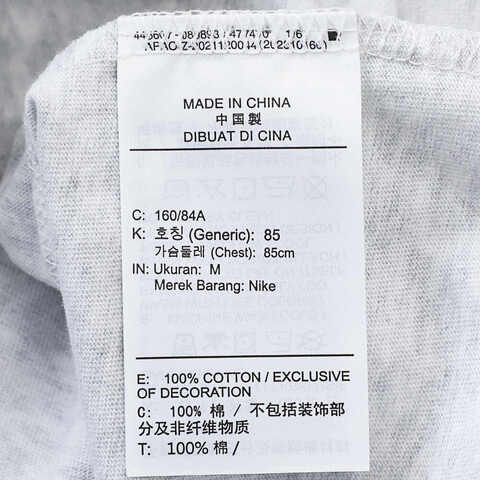 MADE IN CHINA
中国製
DIBUAT DI CINA
C: 160/84A
K: 호칭 (Generic): 85
가슴둘레 (Chest): 85cm
IN: Ukuran: M
Merek Barang: Nike
E: 100% COTTON / EXCLUSIVE
OF DECORATION
C: 100% 棉 / 不包括装饰部
分及非纤维物质
T: 100% 棉 /